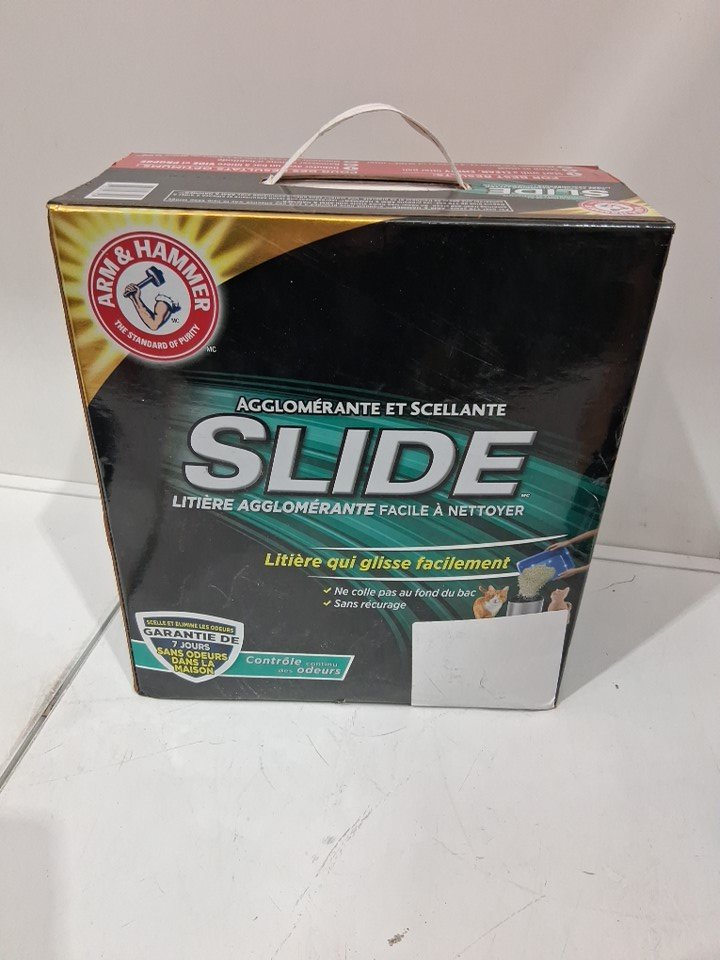 SLIDE
ARM & HAMMER
MC
THE STANDARD OF PURITY
MC
AGGLOMÉRANTE ET SCELLANTE
SLIDE
MC
LITIÈRE AGGLOMÉRANTE FACILE À NETTOYER
Litière qui glisse facilement
✓ Ne colle pas au fond du bac
✓ Sans récurage
SCELLE ET ÉLIMINE LES ODEURS
GARANTIE DE
7 JOURS
SANS ODEURS
DANS LA
MAISON
Contrôle continu
des odeurs